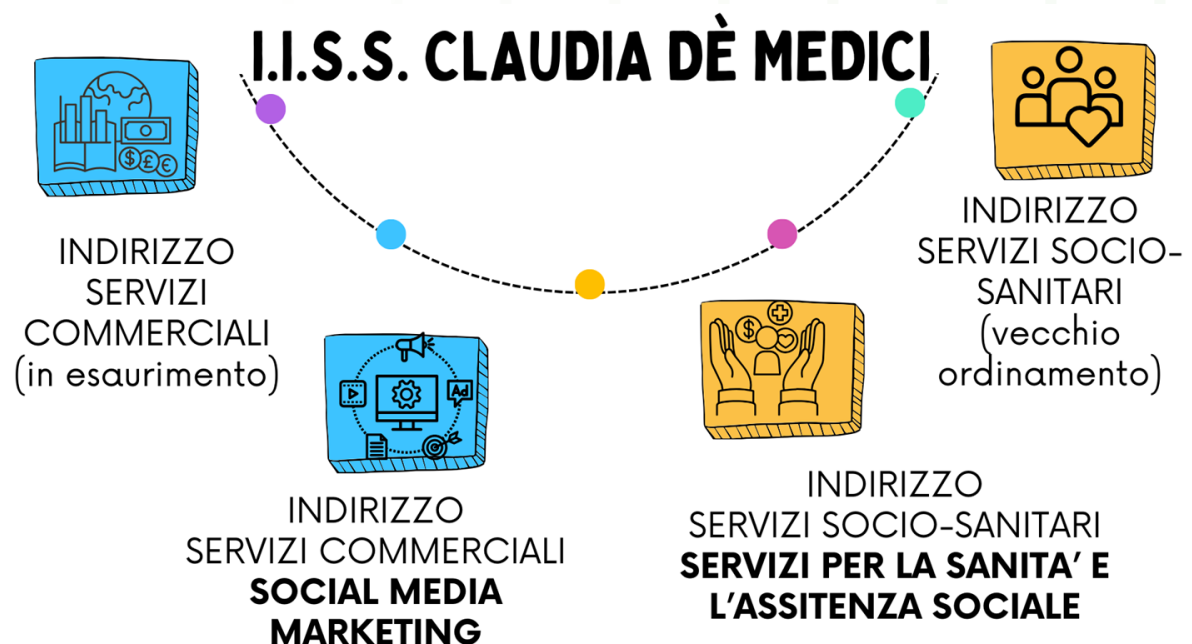 I.I.S.S. CLAUDIA DÈ MEDICI
$ £ €
INDIRIZZO
SERVIZI
COMMERCIALI
(in esaurimento)
Ad
INDIRIZZO
SERVIZI COMMERCIALI
SOCIAL MEDIA
MARKETING
$
INDIRIZZO
SERVIZI SOCIO-SANITARI
SERVIZI PER LA SANITA’ E
L’ASSITENZA SOCIALE
INDIRIZZO
SERVIZI SOCIO-
SANITARI
(vecchio
ordinamento)